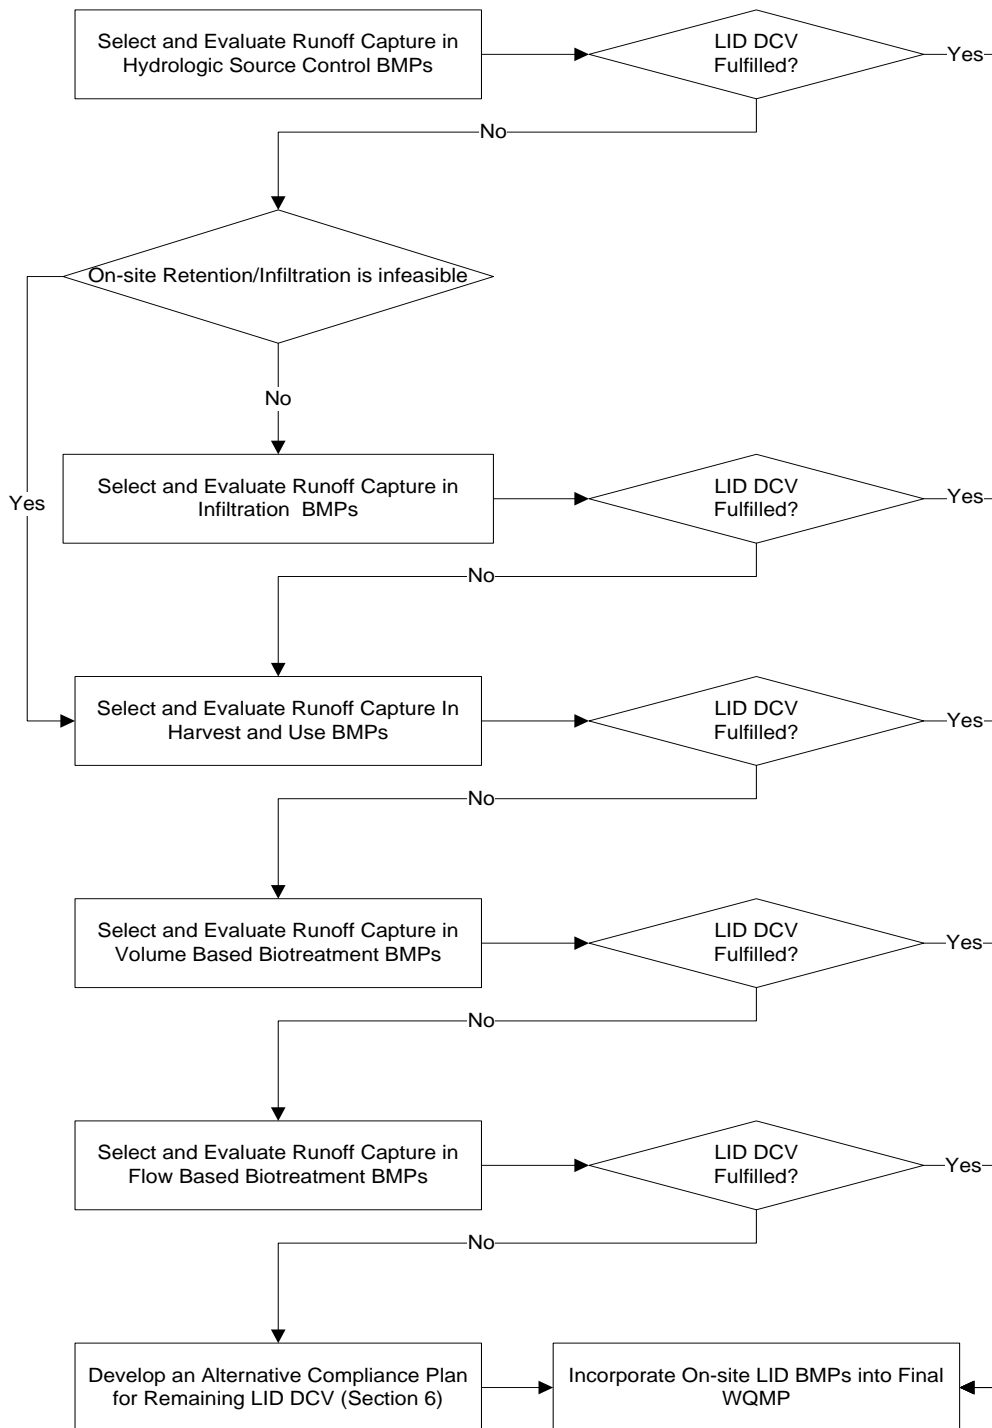 Select and Evaluate Runoff Capture in
Hydrologic Source Control BMPs
LID DCV
Fulfilled?
Yes
No
On-site Retention/Infiltration is infeasible
No
Yes
Select and Evaluate Runoff Capture in
Infiltration BMPs
LID DCV
Fulfilled?
Yes
No
Select and Evaluate Runoff Capture In
Harvest and Use BMPs
LID DCV
Fulfilled?
Yes
No
Select and Evaluate Runoff Capture in
Volume Based Biotreatment BMPs
LID DCV
Fulfilled?
Yes
No
Select and Evaluate Runoff Capture in
Flow Based Biotreatment BMPs
LID DCV
Fulfilled?
Yes
No
Develop an Alternative Compliance Plan
for Remaining LID DCV (Section 6)
Incorporate On-site LID BMPs into Final
WQMP